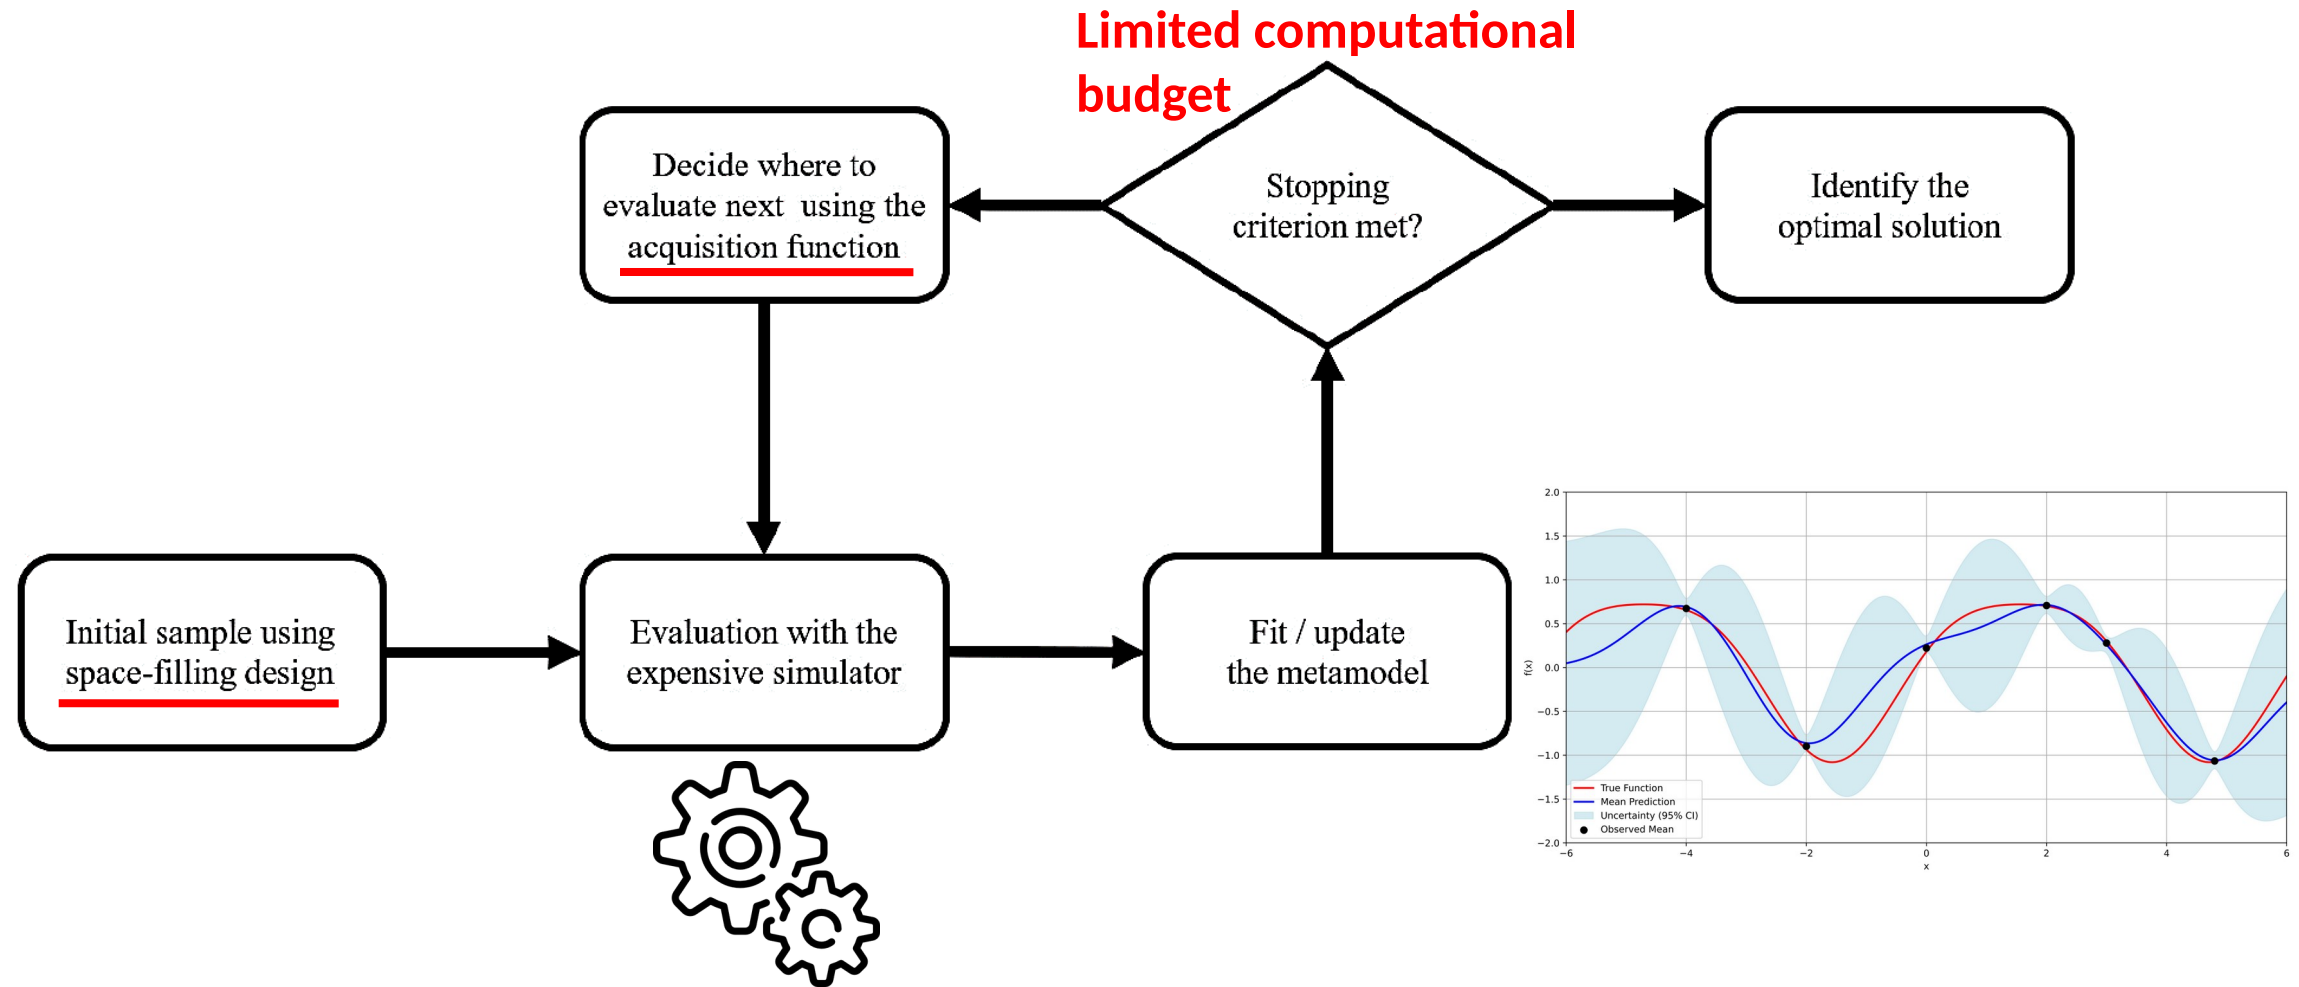 Limited computational
budget
Decide where to
evaluate next using the
acquisition function
Stopping
criterion met?
Identify the
optimal solution
Initial sample using
space-filling design
Evaluation with the
expensive simulator
Fit / update
the metamodel
2.0
1.5
1.0
0.5
0.0
−0.5
−1.0
−1.5
−2.0
f(x)
True Function
Mean Prediction
Uncertainty (95% CI)
Observed Mean
−6 −4 −2 0 2 4 6
x